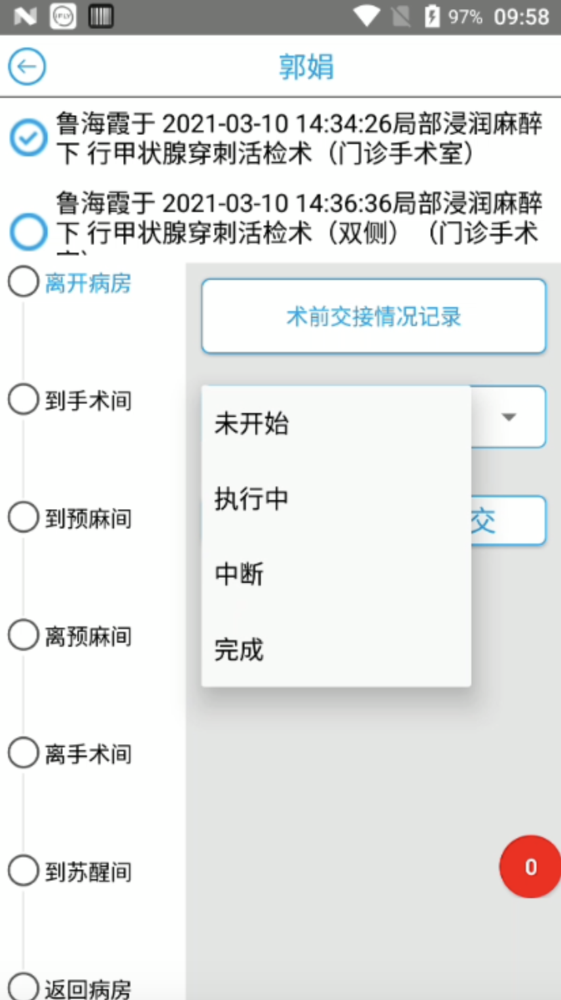 97% 09:58
郭娟
鲁海霞于 2021-03-10 14:34:26局部浸润麻醉
下 行甲状腺穿刺活检术（门诊手术室）
鲁海霞于 2021-03-10 14:36:36局部浸润麻醉
下 行甲状腺穿刺活检术（双侧）（门诊手术
离开病房
术前交接情况记录
到手术间
未开始
执行中
到预麻间
交
中断
离预麻间
完成
离手术间
到苏醒间
0
返回病房